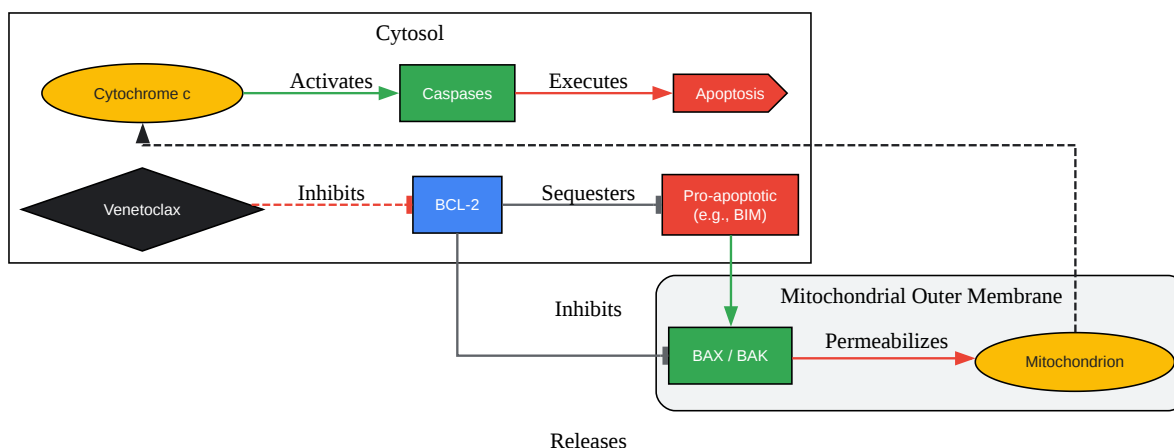 Cytosol
Cytochrome c
Activates
Caspases
Executes
Apoptosis
Venetoclax
Inhibits
BCL-2
Sequesters
Pro-apoptotic
(e.g., BIM)
Inhibits
Mitochondrial Outer Membrane
BAX / BAK
Permeabilizes
Mitochondrion
Releases